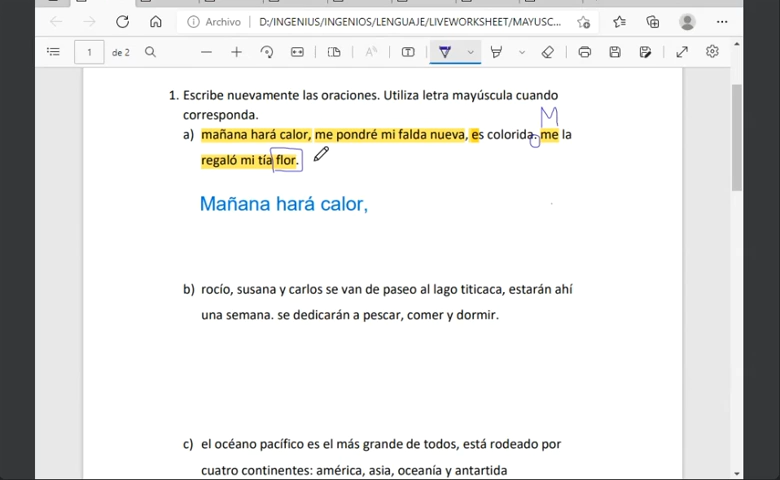 Archivo
D:/INGENIUS/INGENIOS/LENGUAJE/LIVEWORKSHEET/MAYUSC...
1 de 2
1. Escribe nuevamente las oraciones. Utiliza letra mayúscula cuando
corresponda.
M
a) mañana hará calor, me pondré mi falda nueva, es colorida. me la
regaló mi tía flor.
Mañana hará calor,
b) rocío, susana y carlos se van de paseo al lago titicaca, estarán ahí
una semana. se dedicarán a pescar, comer y dormir.
c) el océano pacífico es el más grande de todos, está rodeado por
cuatro continentes: américa, asia, oceanía y antartida